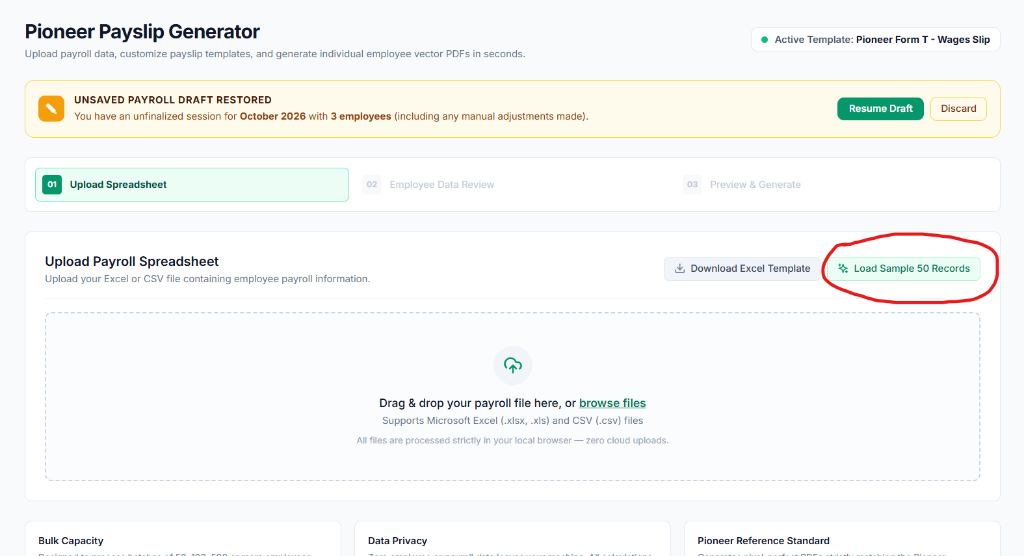 Pioneer Payslip Generator
Upload payroll data, customize payslip templates, and generate individual employee vector PDFs in seconds.
Active Template: Pioneer Form T - Wages Slip
UNSAVED PAYROLL DRAFT RESTORED
You have an unfinalized session for October 2026 with 3 employees (including any manual adjustments made).
Resume Draft
Discard
01 Upload Spreadsheet
02 Employee Data Review
03 Preview & Generate
Upload Payroll Spreadsheet
Upload your Excel or CSV file containing employee payroll information.
Download Excel Template
Load Sample 50 Records
Drag & drop your payroll file here, or browse files
Supports Microsoft Excel (.xlsx, .xls) and CSV (.csv) files
All files are processed strictly in your local browser — zero cloud uploads.
Bulk Capacity
Data Privacy
Pioneer Reference Standard